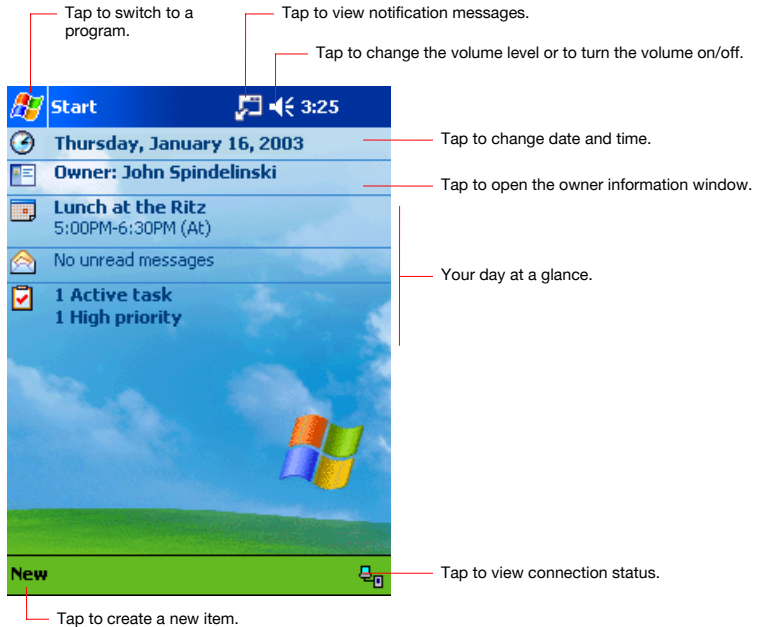 Tap to switch to a
program.
Tap to view notification messages.
Tap to change the volume level or to turn the volume on/off.
Start
3:25
Thursday, January 16, 2003
Tap to change date and time.
Owner: John Spindelinski
Tap to open the owner information window.
Lunch at the Ritz
5:00PM-6:30PM (At)
No unread messages
Your day at a glance.
1 Active task
1 High priority
New
Tap to view connection status.
Tap to create a new item.